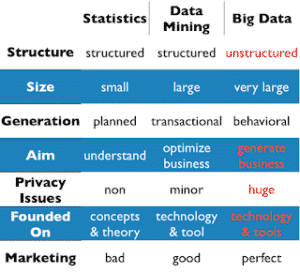 Statistics Data Mining Big Data
Structure structured structured unstructured
Size small large very large
Generation planned transactional behavioral
Aim understand optimize business generate business
Privacy Issues non minor huge
Founded On concepts & theory technology & tool technology & tools
Marketing bad good perfect